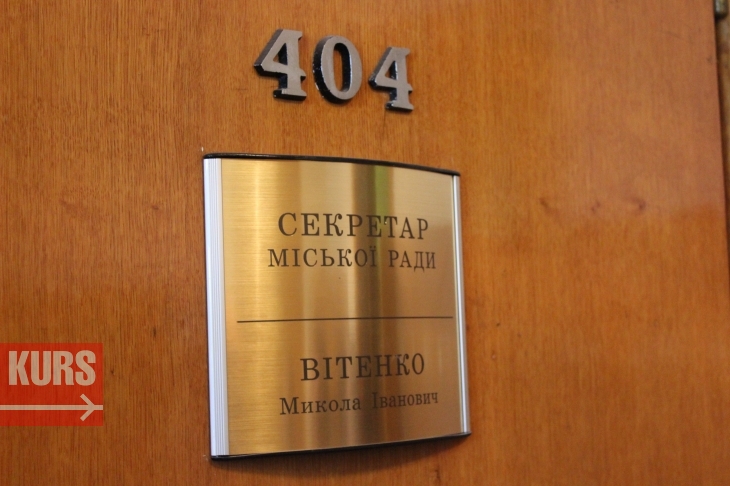 404
СЕКРЕТАР
МІСЬКОЇ РАДИ
ВІТЕНКО
Микола Іванович
KURS